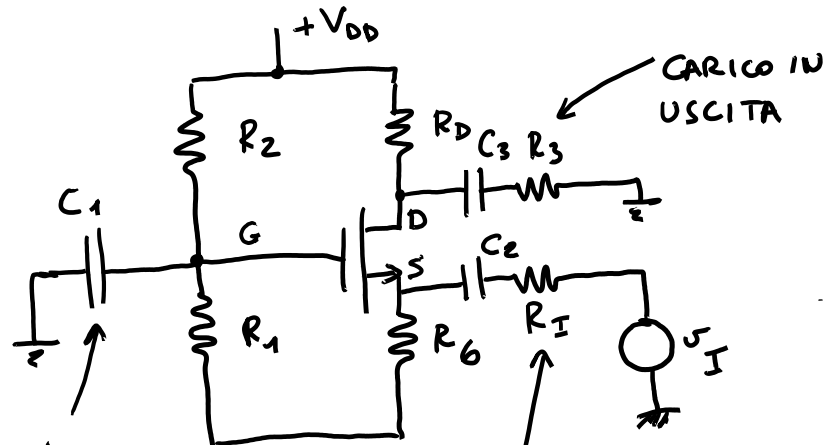 +VDD
CARICO IN
USCITA
R2
RD
C3 R3
C1
G
D
S
C2
R1
R6
RI
vI